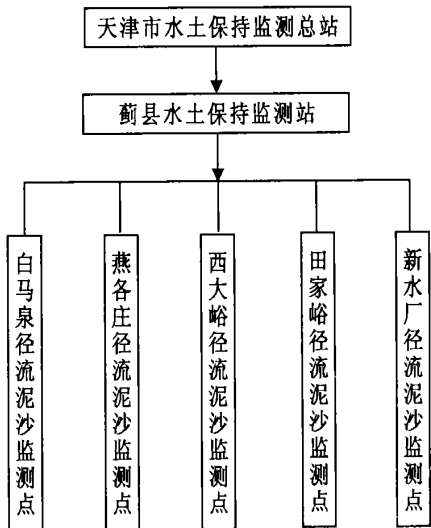 天津市水土保持监测总站
蓟县水土保持监测站
白马泉径流泥沙监测点
燕各庄径流泥沙监测点
西大峪径流泥沙监测点
田家峪径流泥沙监测点
新水厂径流泥沙监测点